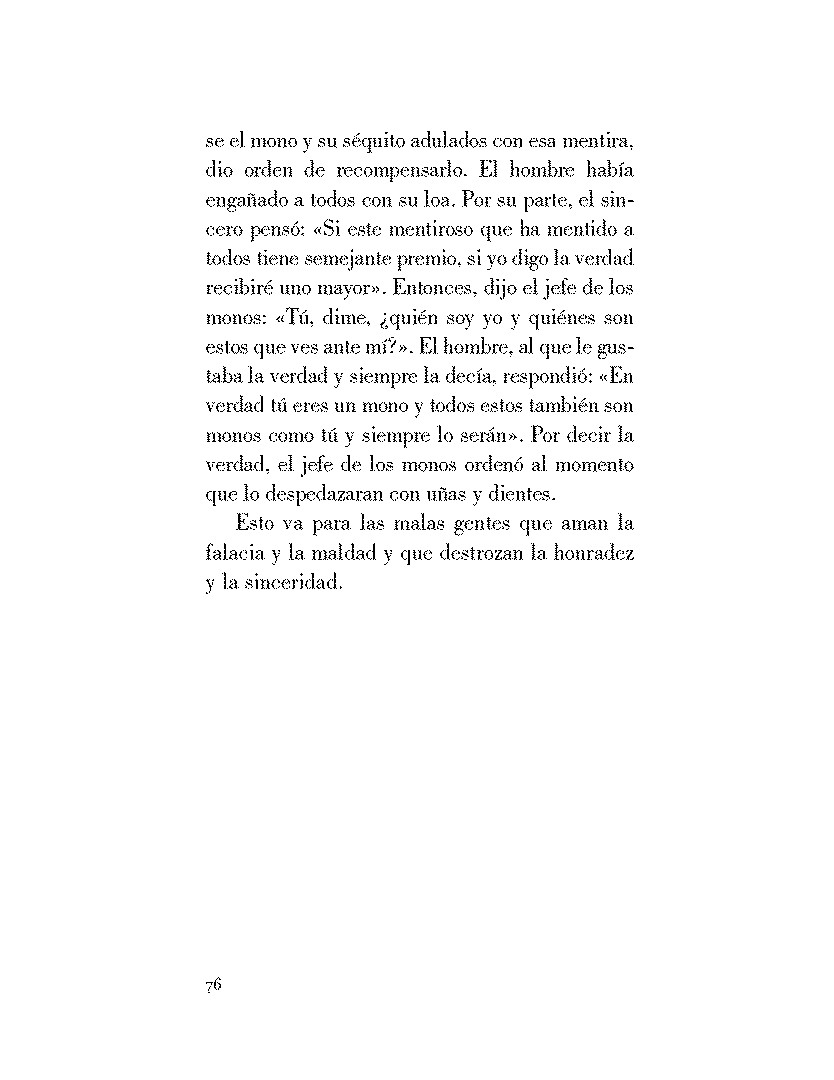 se el mono y su séquito adulados con esa mentira,
dio orden de recompensarlo. El hombre había
engañado a todos con su loa. Por su parte, el sin-
cero pensó: «Si este mentiroso que ha mentido a
todos tiene semejante premio, si yo digo la verdad
recibiré uno mayor». Entonces, dijo el jefe de los
monos: «Tú, dime, ¿quién soy yo y quiénes son
estos que ves ante mí?». El hombre, al que le gus-
taba la verdad y siempre la decía, respondió: «En
verdad tú eres un mono y todos estos también son
monos como tú y siempre lo serán». Por decir la
verdad, el jefe de los monos ordenó al momento
que lo despedazaran con uñas y dientes.
Esto va para las malas gentes que aman la
falacia y la maldad y que destrozan la honradez
y la sinceridad.
76